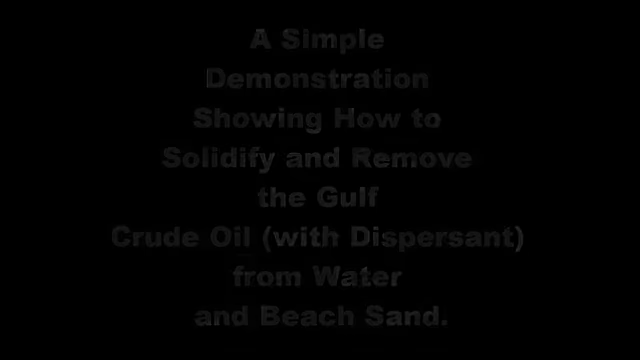 A Simple
Demonstration
Showing How to
Solidify and Remove
the Gulf
Crude Oil (with Dispersant)
from Water
and Beach Sand.